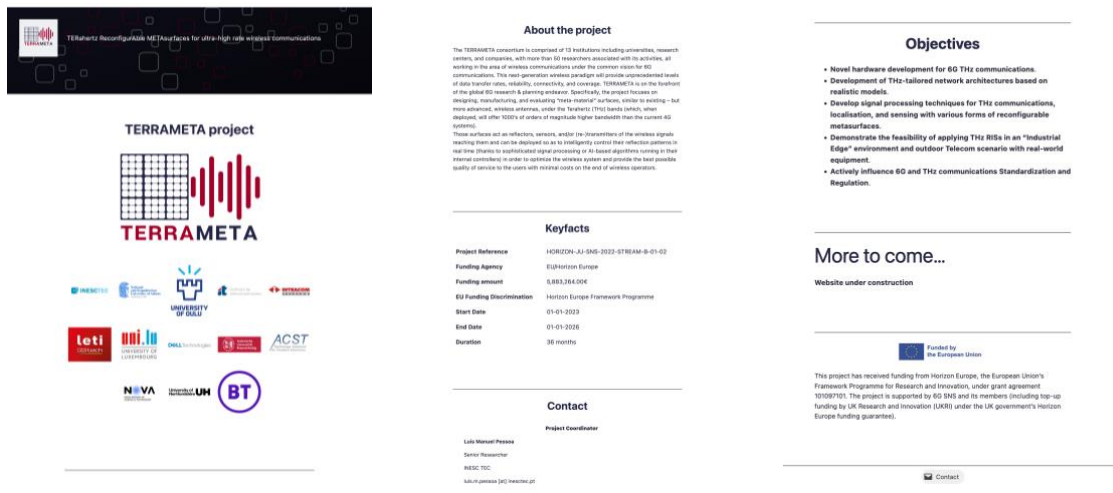 TERahertz ReconfigurAble METAsurfaces for ultra-high rate wireless communications
TERRAMETA project
TERRAMETA
INESCTEC
UNIVERSITY
OF OULU
INTRACOM
leti
uni.lu
UNIVERSITY OF
LUXEMBOURG
DELL Technologies
ACST
NOVA
University of
Hertfordshire UH
BT
About the project
The TERRAMETA consortium is comprised of 13 Institutions including universities, research
centers, and companies, with more than 50 researchers associated with its activities, all
working in the area of wireless communications under the common vision for 6G
communications. This next-generation wireless paradigm will provide unprecedented levels
of data transfer rates, reliability, connectivity, and coverage. TERRAMETA is on the forefront
of the global 6G research & planning endeavor. Specifically, the project focuses on
designing, manufacturing, and evaluating "meta-material" surfaces, similar to existing – but
more advanced, wireless antennas, under the Terahertz (THz) bands (which, when
deployed, will offer 1000's of orders of magnitude higher bandwidth than the current 4G
systems).
Those surfaces act as reflectors, sensors, and/or (re-)transmitters of the wireless signals
reaching them and can be deployed so as to intelligently control their reflection patterns in
real time (thanks to sophisticated signal processing or AI-based algorithms running in their
internal controllers) in order to optimize the wireless system and provide the best possible
quality of service to the users with minimal costs on the end of wireless operators.
Keyfacts
Project Reference HORIZON-JU-SNS-2022-STREAM-B-01-02
Funding Agency EU/Horizon Europe
Funding amount 5,883,264.00€
EU Funding Discrimination Horizon Europe Framework Programme
Start Date 01-01-2023
End Date 01-01-2026
Duration 36 months
Contact
Project Coordinator
Luis Manuel Pessoa
Senior Researcher
INESC TEC
luis.m.pessoa [at] inesctec.pt
Objectives
• Novel hardware development for 6G THz communications.
• Development of THz-tailored network architectures based on
realistic models.
• Develop signal processing techniques for THz communications,
localisation, and sensing with various forms of reconfigurable
metasurfaces.
• Demonstrate the feasibility of applying THz RISs in an "Industrial
Edge" environment and outdoor Telecom scenario with real-world
equipment.
• Actively influence 6G and THz communications Standardization and
Regulation.
More to come...
Website under construction
Funded by
the European Union
This project has received funding from Horizon Europe, the European Union's
Framework Programme for Research and Innovation, under grant agreement
101097101. The project is supported by 6G SNS and its members (including top-up
funding by UK Research and Innovation (UKRI) under the UK government's Horizon
Europe funding guarantee).
Contact